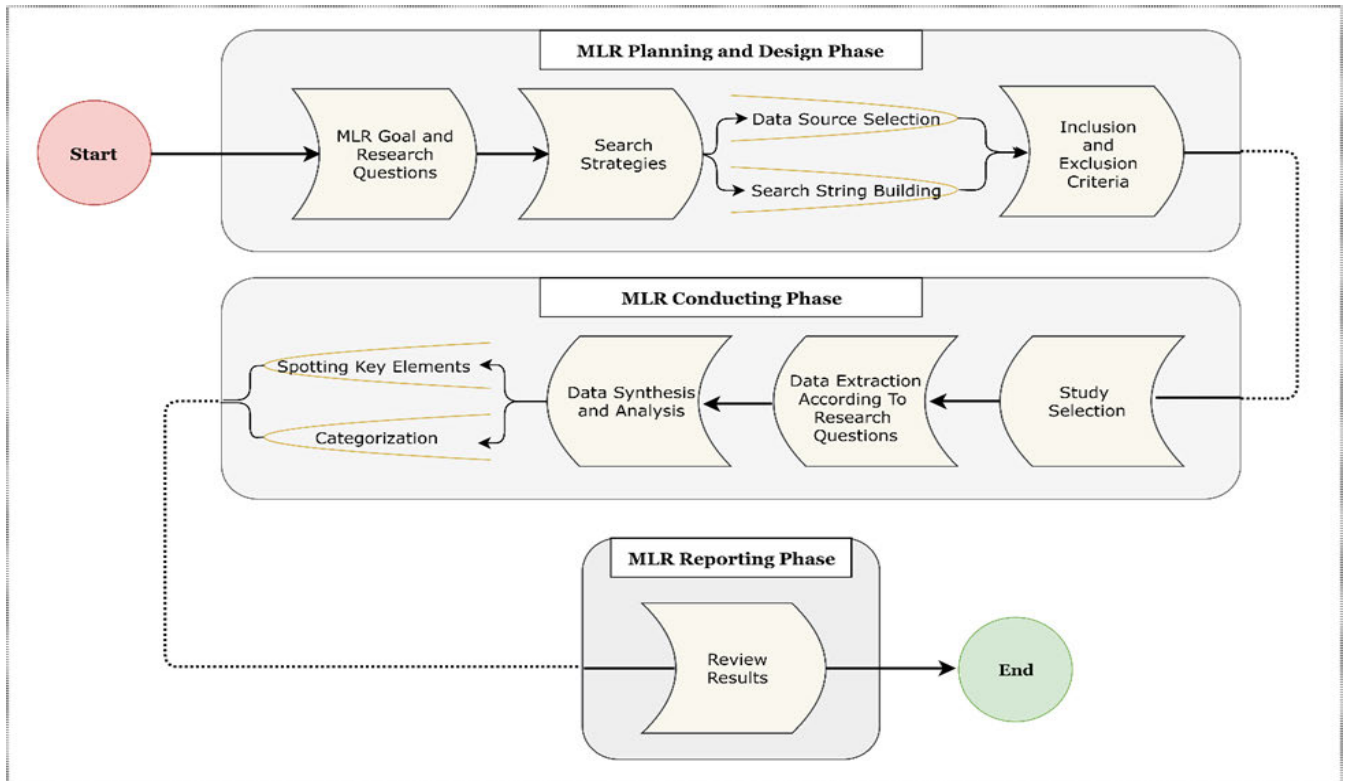 MLR Planning and Design Phase
Start
MLR Goal and
Research
Questions
Search
Strategies
Data Source Selection
Search String Building
Inclusion
and
Exclusion
Criteria
MLR Conducting Phase
Study
Selection
Data Extraction
According To
Research
Questions
Data Synthesis
and Analysis
Spotting Key Elements
Categorization
MLR Reporting Phase
Review
Results
End